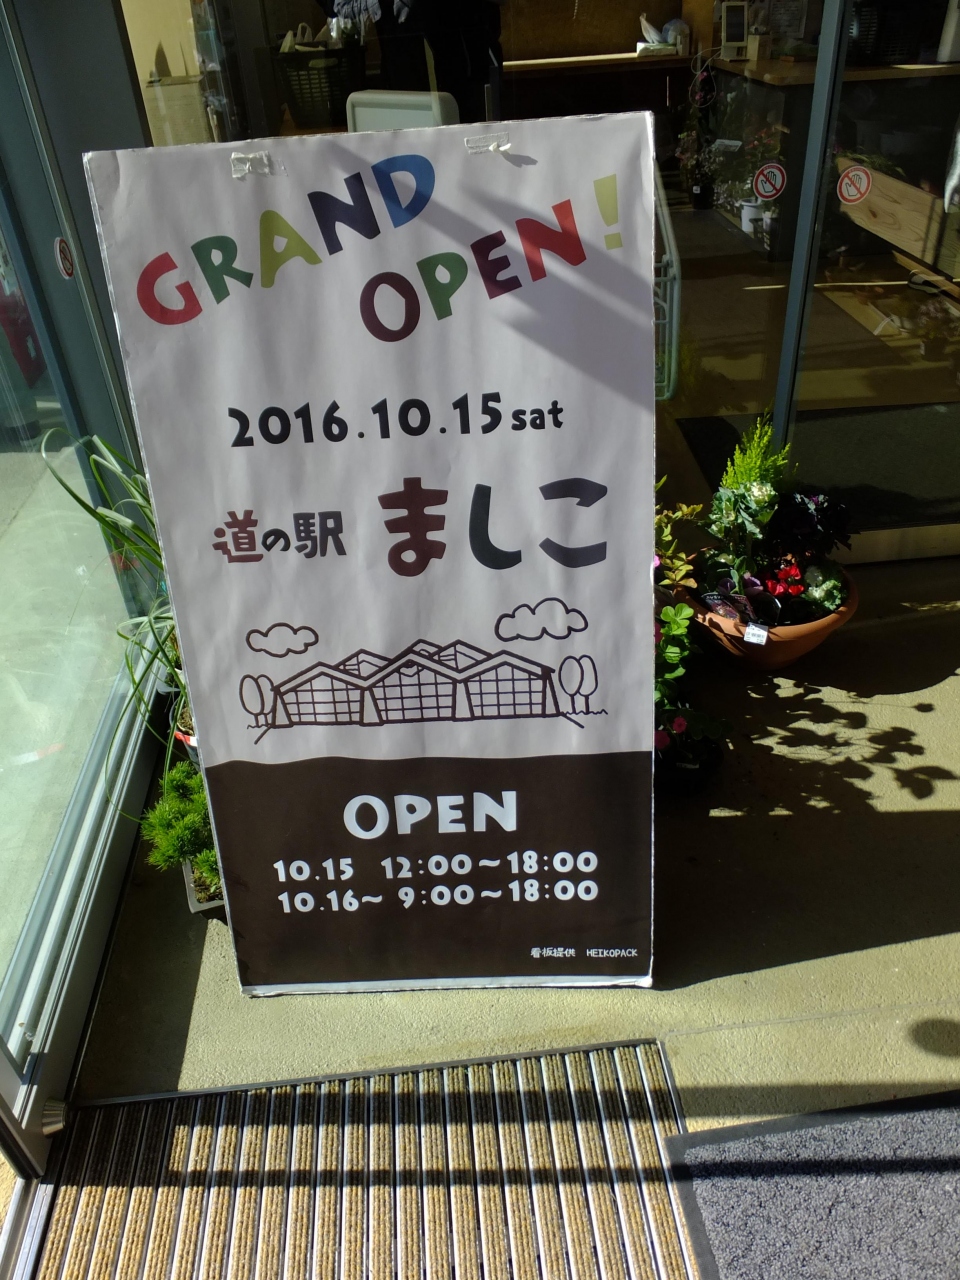 GRAND
OPEN!
2016.10.15 sat
道の駅 ましこ
OPEN
10.15 12:00~18:00
10.16~ 9:00~18:00
看板提供 HEIKOPACK